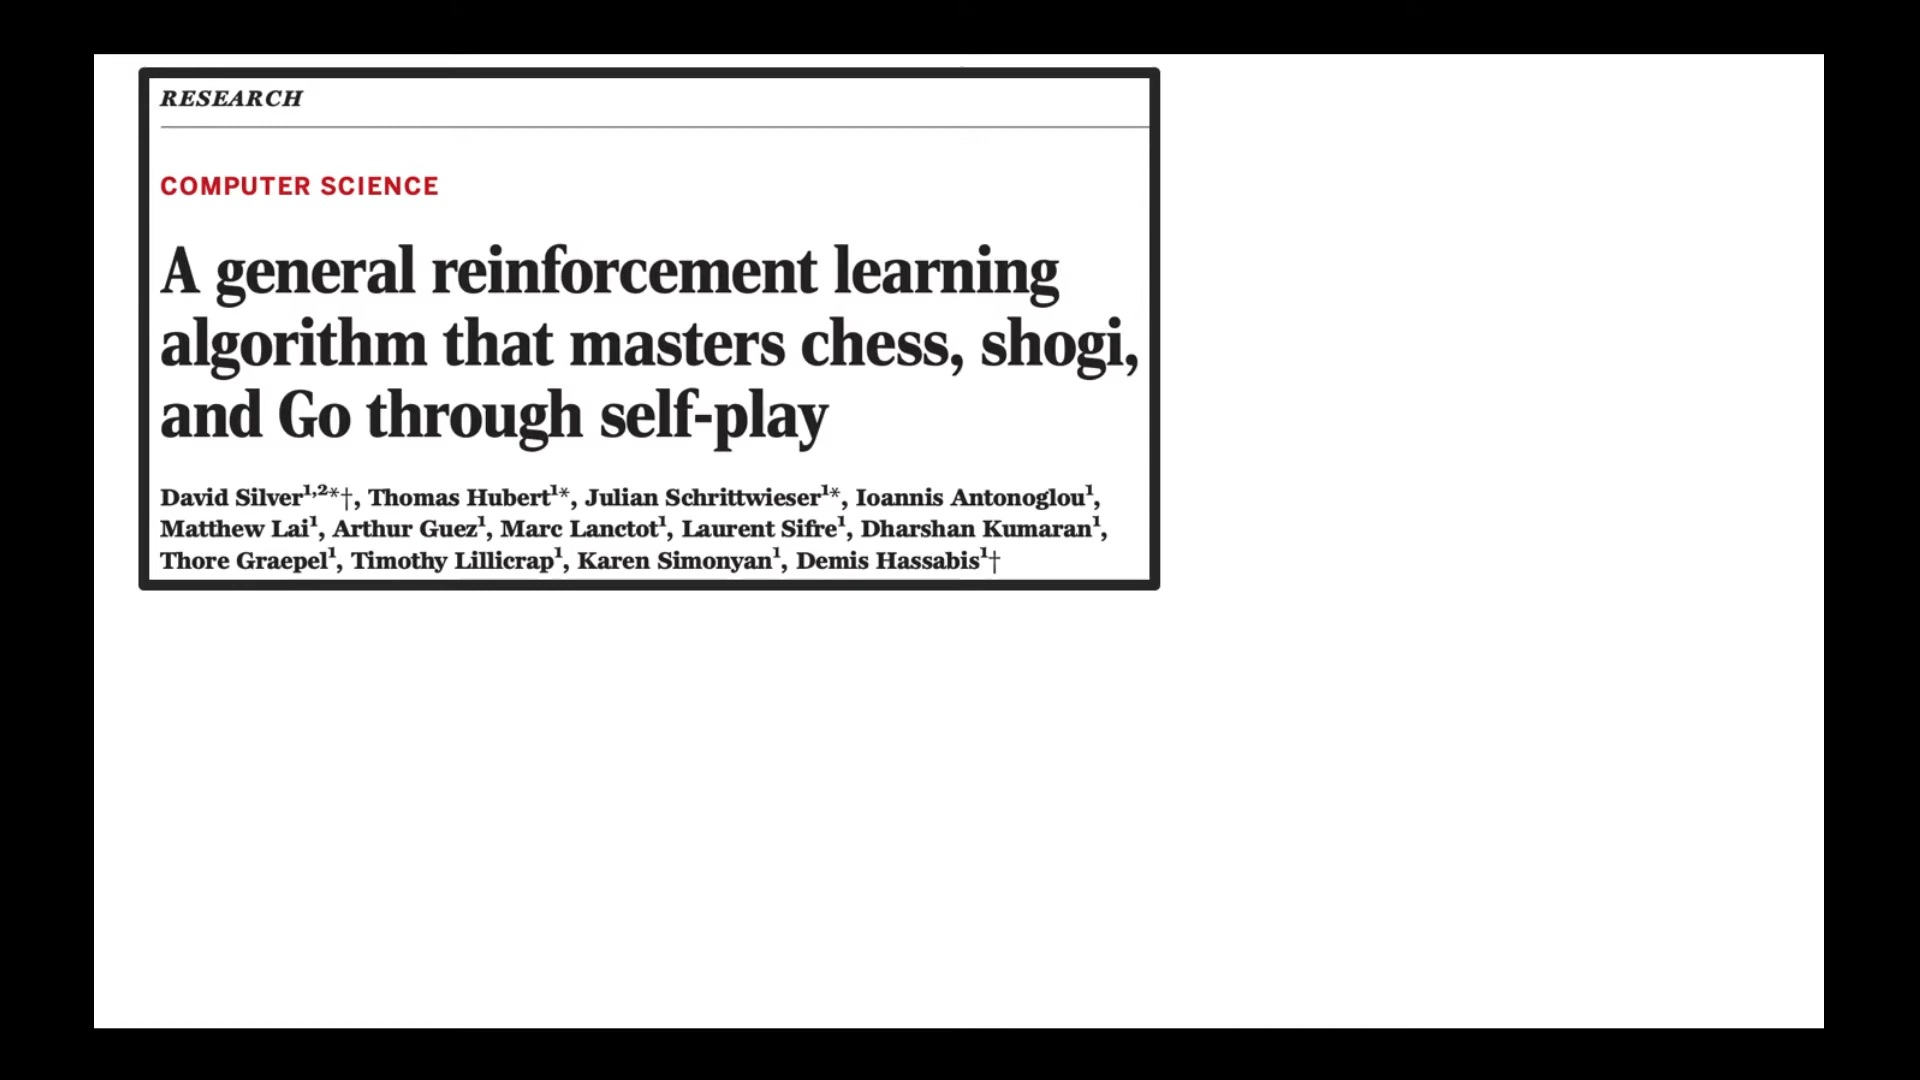 RESEARCH
COMPUTER SCIENCE
A general reinforcement learning
algorithm that masters chess, shogi,
and Go through self-play
David Silver¹,²*†, Thomas Hubert¹*, Julian Schrittwieser¹*, Ioannis Antonoglou¹,
Matthew Lai¹, Arthur Guez¹, Marc Lanctot¹, Laurent Sifre¹, Dharshan Kumaran¹,
Thore Graepel¹, Timothy Lillicrap¹, Karen Simonyan¹, Demis Hassabis¹†